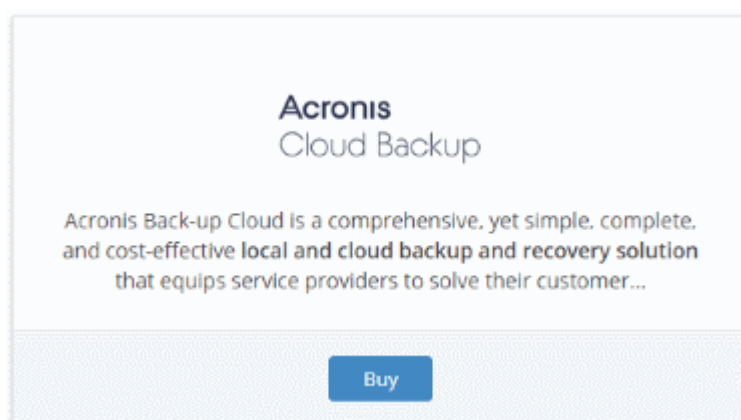 Acronis
Cloud Backup
Acronis Back-up Cloud is a comprehensive, yet simple, complete,
and cost-effective local and cloud backup and recovery solution
that equips service providers to solve their customer...
Buy